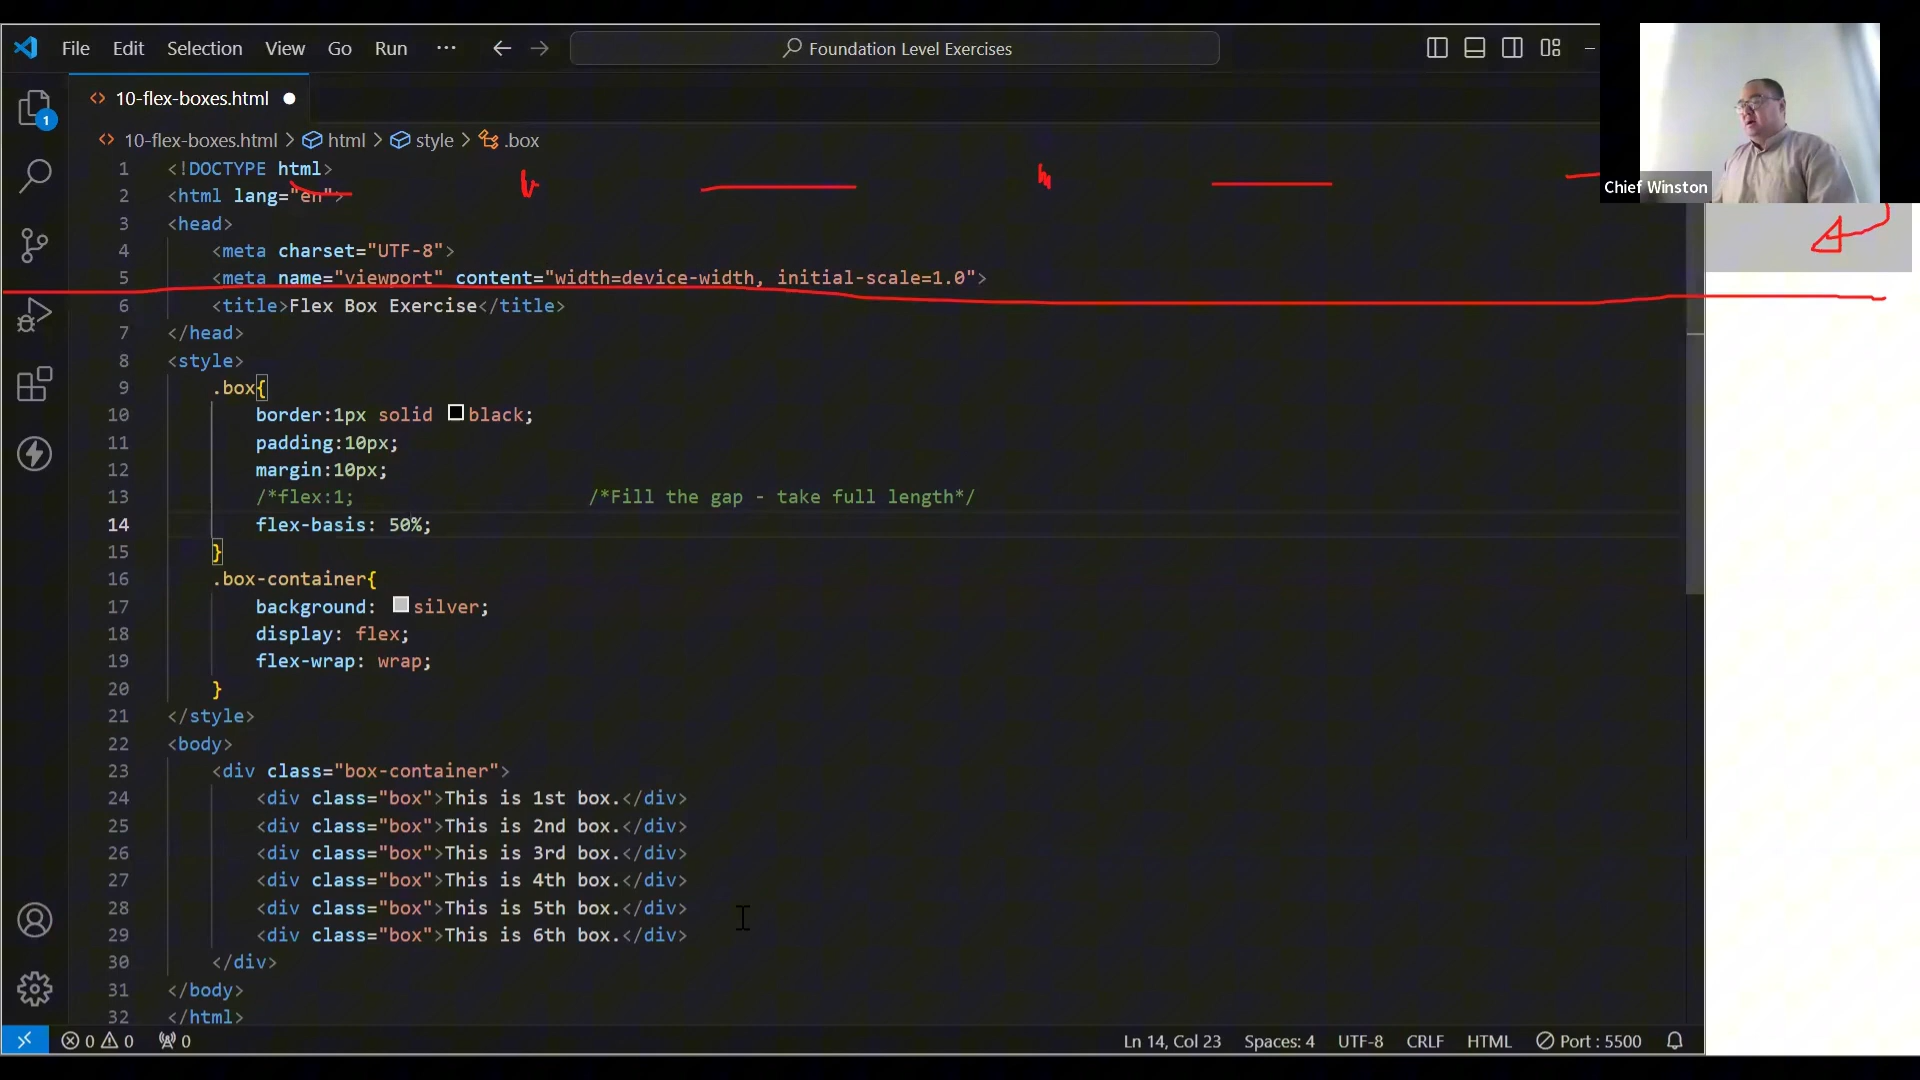 File Edit Selection View Go Run ··· Foundation Level Exercises
10-flex-boxes.html
10-flex-boxes.html > html > style > .box
1 <!DOCTYPE html>
2 <html lang="en">
3 <head>
4 <meta charset="UTF-8">
5 <meta name="viewport" content="width=device-width, initial-scale=1.0">
6 <title>Flex Box Exercise</title>
7 </head>
8 <style>
9 .box{
10 border:1px solid black;
11 padding:10px;
12 margin:10px;
13 /*flex:1; /*Fill the gap - take full length*/
14 flex-basis: 50%;
15 }
16 .box-container{
17 background: silver;
18 display: flex;
19 flex-wrap: wrap;
20 }
21 </style>
22 <body>
23 <div class="box-container">
24 <div class="box">This is 1st box.</div>
25 <div class="box">This is 2nd box.</div>
26 <div class="box">This is 3rd box.</div>
27 <div class="box">This is 4th box.</div>
28 <div class="box">This is 5th box.</div>
29 <div class="box">This is 6th box.</div>
30 </div>
31 </body>
32 </html>
1
Chief Winston
0 0 0 Ln 14, Col 23 Spaces: 4 UTF-8 CRLF HTML Port : 5500